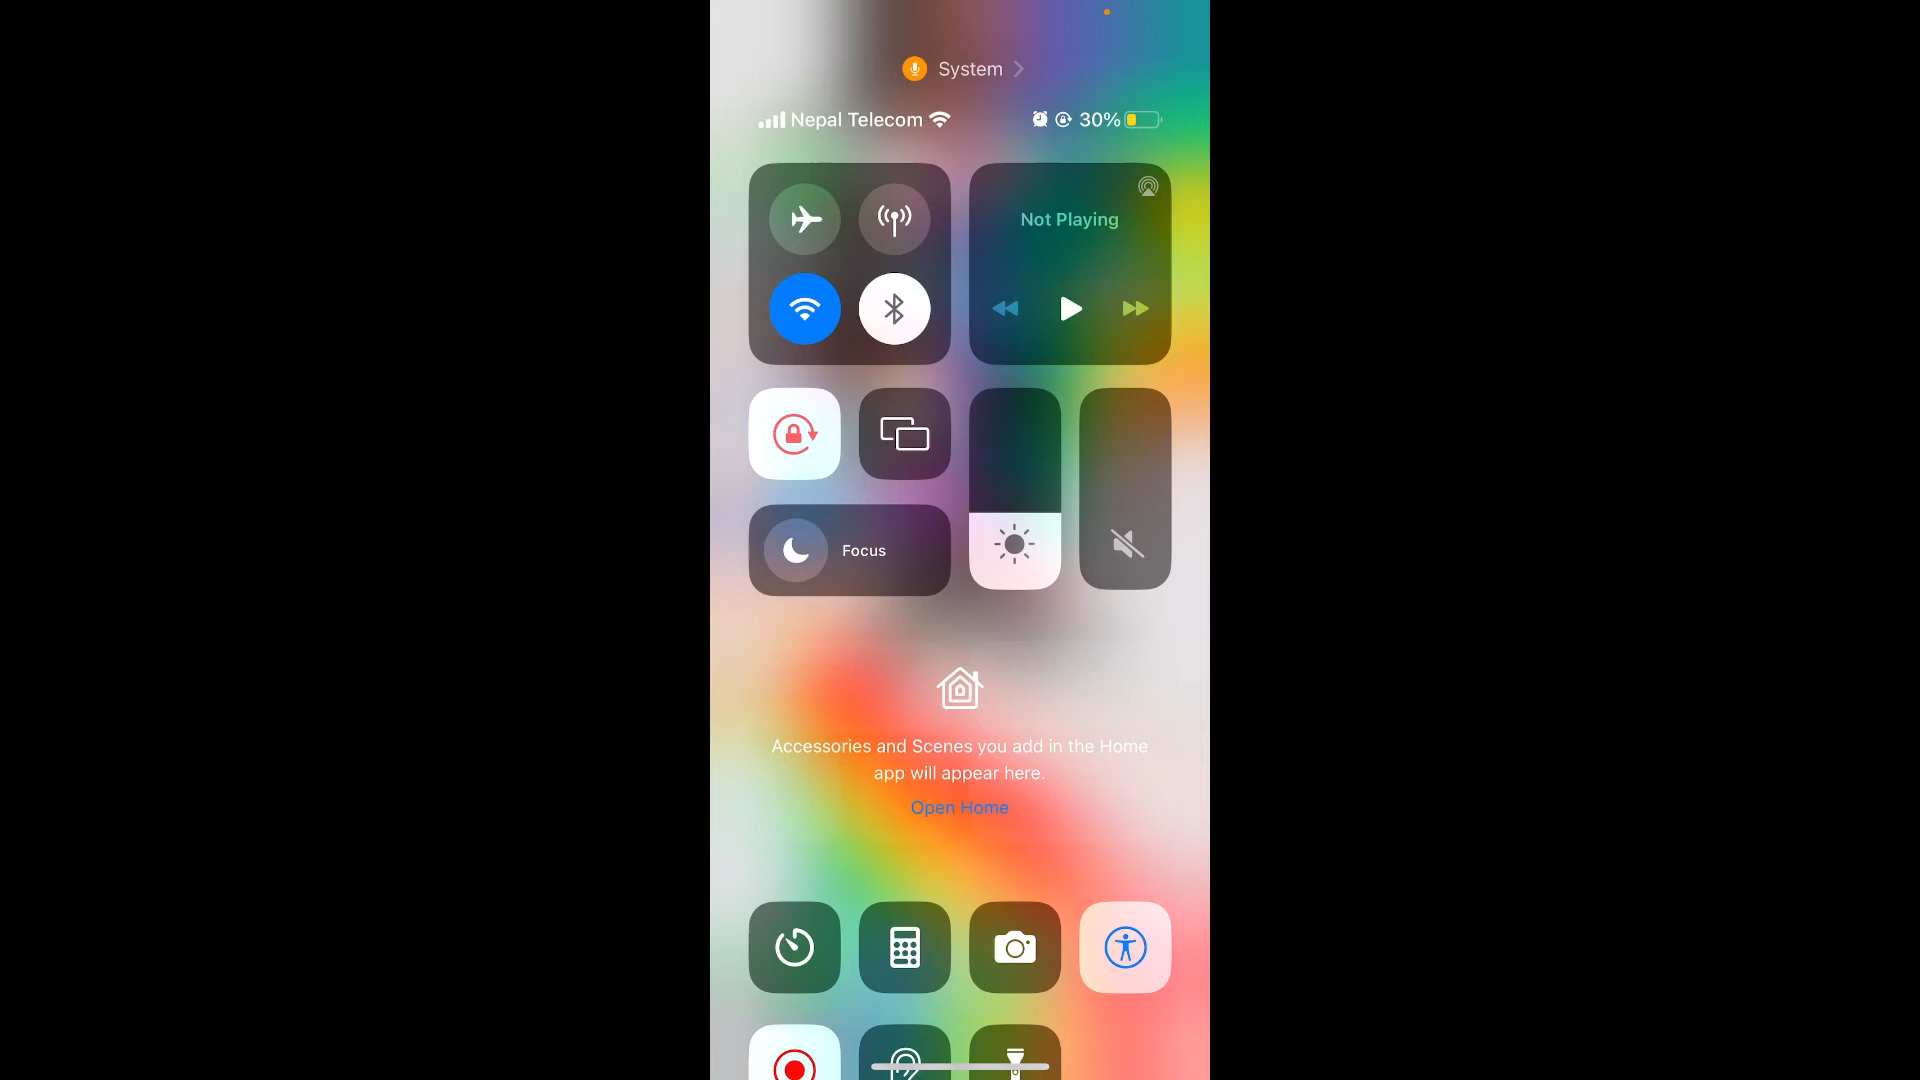 System
Nepal Telecom
30%
Not Playing
Focus
Accessories and Scenes you add in the Home
app will appear here.
Open Home